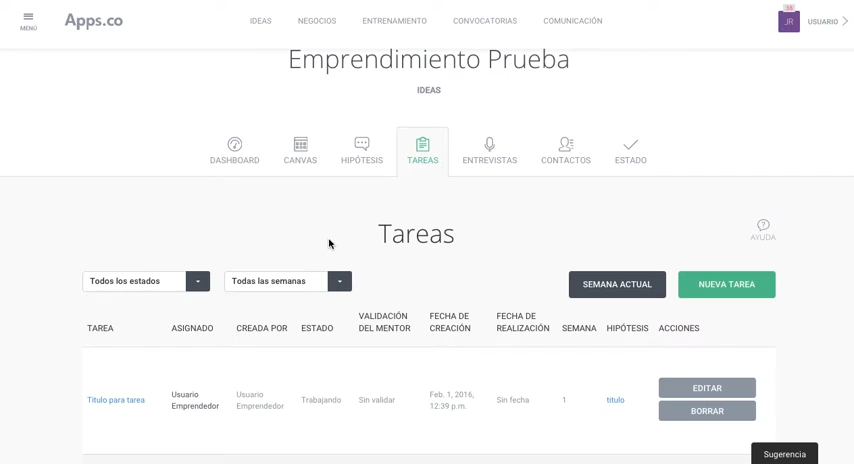 MENÚ
Apps.co
IDEAS NEGOCIOS ENTRENAMIENTO CONVOCATORIAS COMUNICACIÓN
38
JR
USUARIO
Emprendimiento Prueba
IDEAS
DASHBOARD CANVAS HIPÓTESIS TAREAS ENTREVISTAS CONTACTOS ESTADO
Tareas
AYUDA
Todos los estados Todas las semanas SEMANA ACTUAL NUEVA TAREA
TAREA ASIGNADO CREADA POR ESTADO VALIDACIÓN DEL MENTOR FECHA DE CREACIÓN FECHA DE REALIZACIÓN SEMANA HIPÓTESIS ACCIONES
Titulo para tarea Usuario Emprendedor Usuario Emprendedor Trabajando Sin validar Feb. 1, 2016, 12:39 p.m. Sin fecha 1 titulo EDITAR
BORRAR
Sugerencia